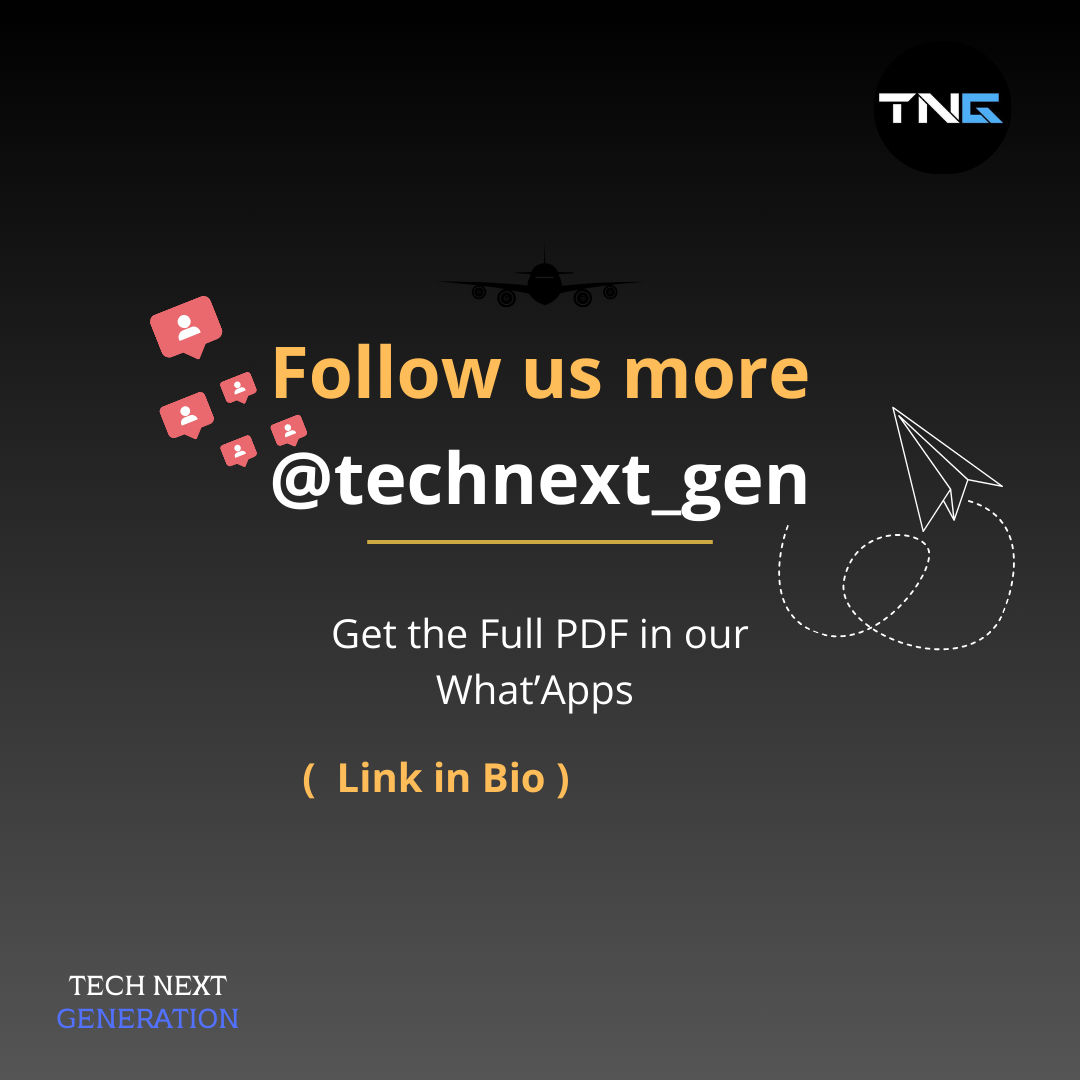 TNG
Follow us more
@technext_gen
Get the Full PDF in our
What’Apps
( Link in Bio )
TECH NEXT
GENERATION